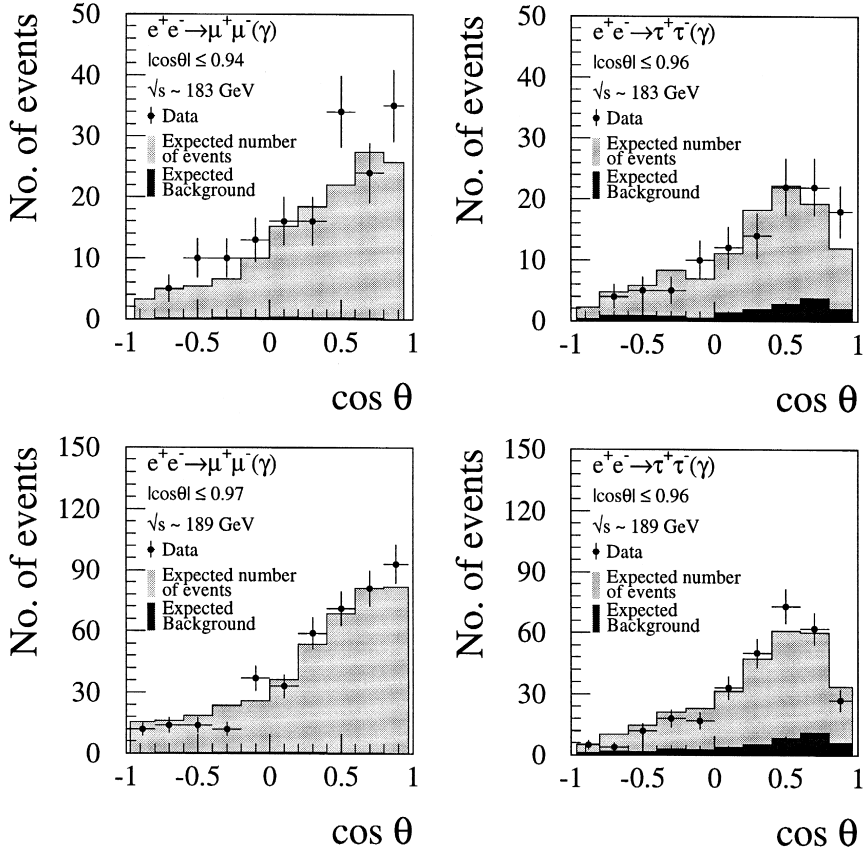 50
40
30
20
10
0
No. of events
e⁺e⁻→μ⁺μ⁻(γ)
|cosθ| ≤ 0.94
√s ~ 183 GeV
Data
Expected number
of events
Expected
Background
-1 -0.5 0 0.5 1
cos θ
50
40
30
20
10
0
No. of events
e⁺e⁻→τ⁺τ⁻(γ)
|cosθ| ≤ 0.96
√s ~ 183 GeV
Data
Expected number
of events
Expected
Background
-1 -0.5 0 0.5 1
cos θ
150
120
90
60
30
0
No. of events
e⁺e⁻→μ⁺μ⁻(γ)
|cosθ| ≤ 0.97
√s ~ 189 GeV
Data
Expected number
of events
Expected
Background
-1 -0.5 0 0.5 1
cos θ
150
120
90
60
30
0
No. of events
e⁺e⁻→τ⁺τ⁻(γ)
|cosθ| ≤ 0.96
√s ~ 189 GeV
Data
Expected number
of events
Expected
Background
-1 -0.5 0 0.5 1
cos θ